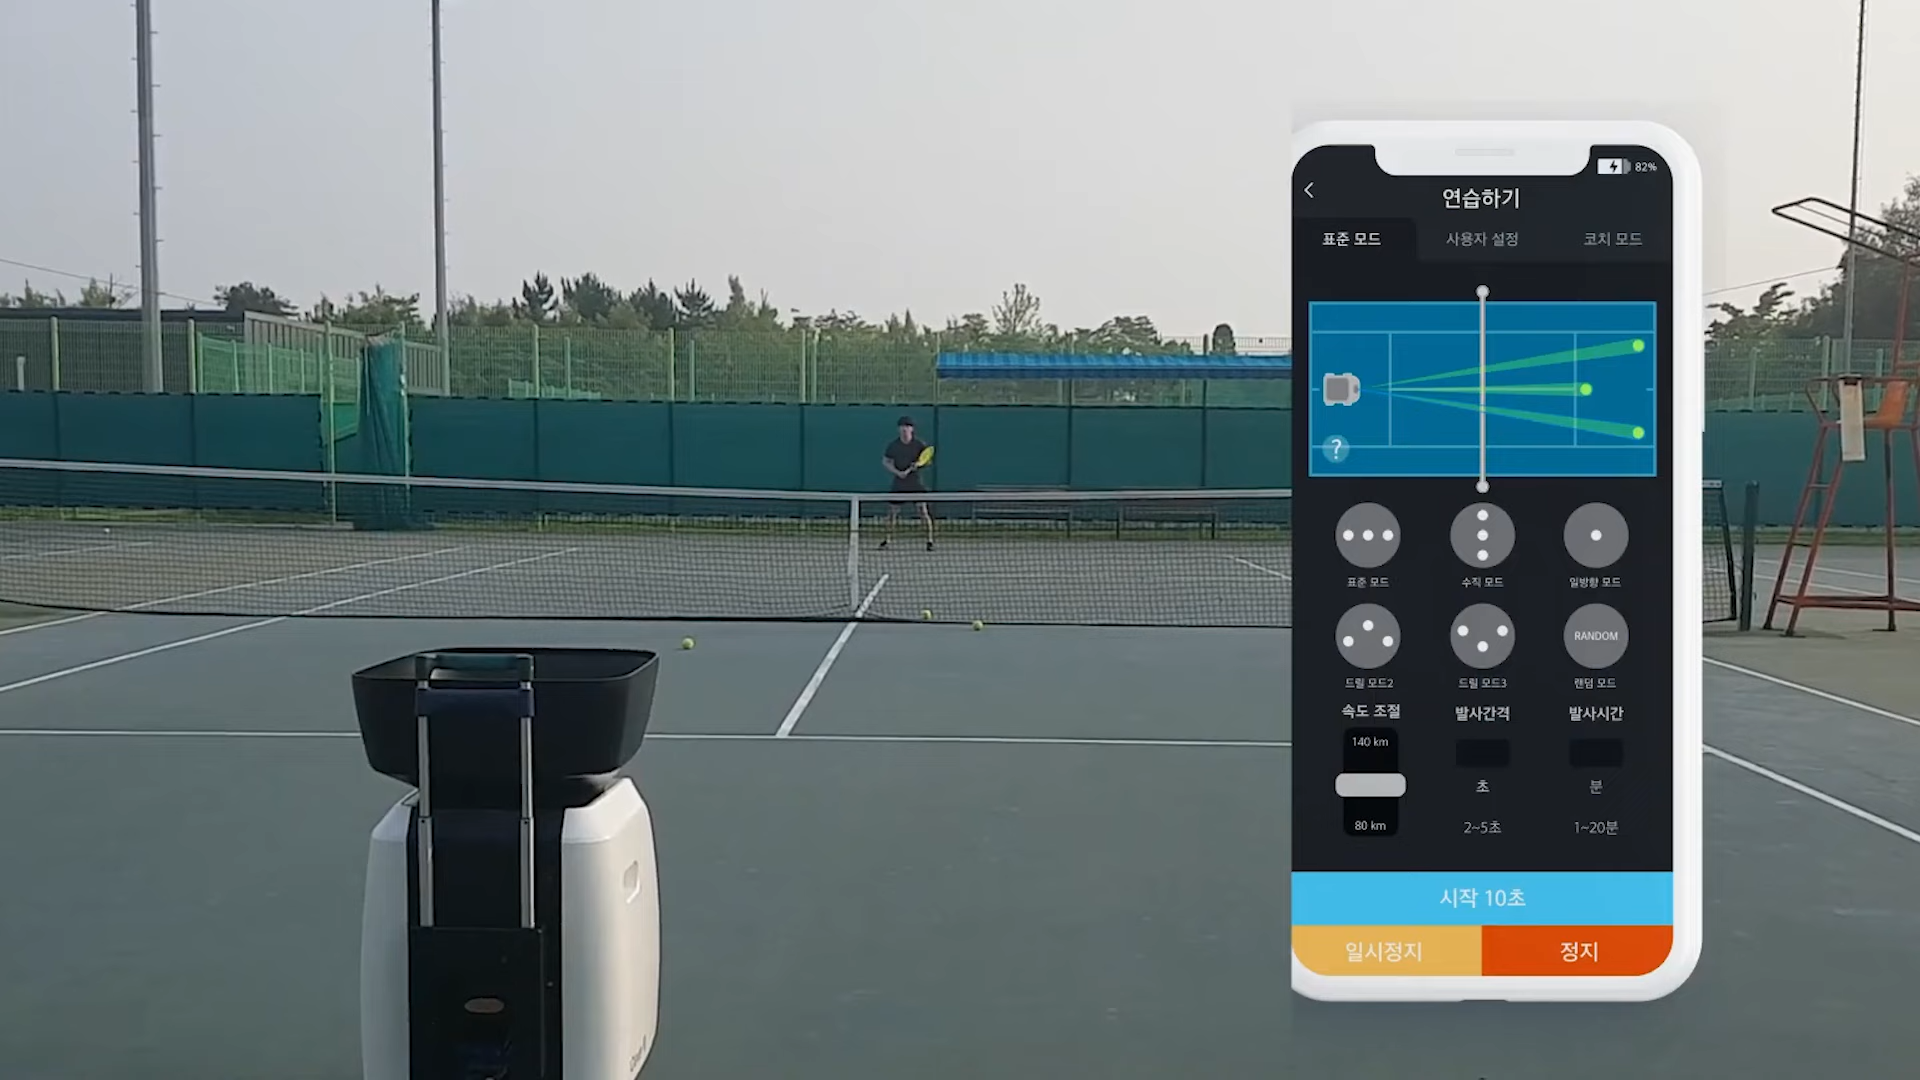 82%
연습하기
표준 모드 사용자 설정 코치 모드
?
표준 모드 수직 모드 일방향 모드
RANDOM
드릴 모드2 드릴 모드3 랜덤 모드
속도 조절 발사간격 발사시간
140 km
초 분
80 km 2~5초 1~20분
시작 10초
일시정지 정지